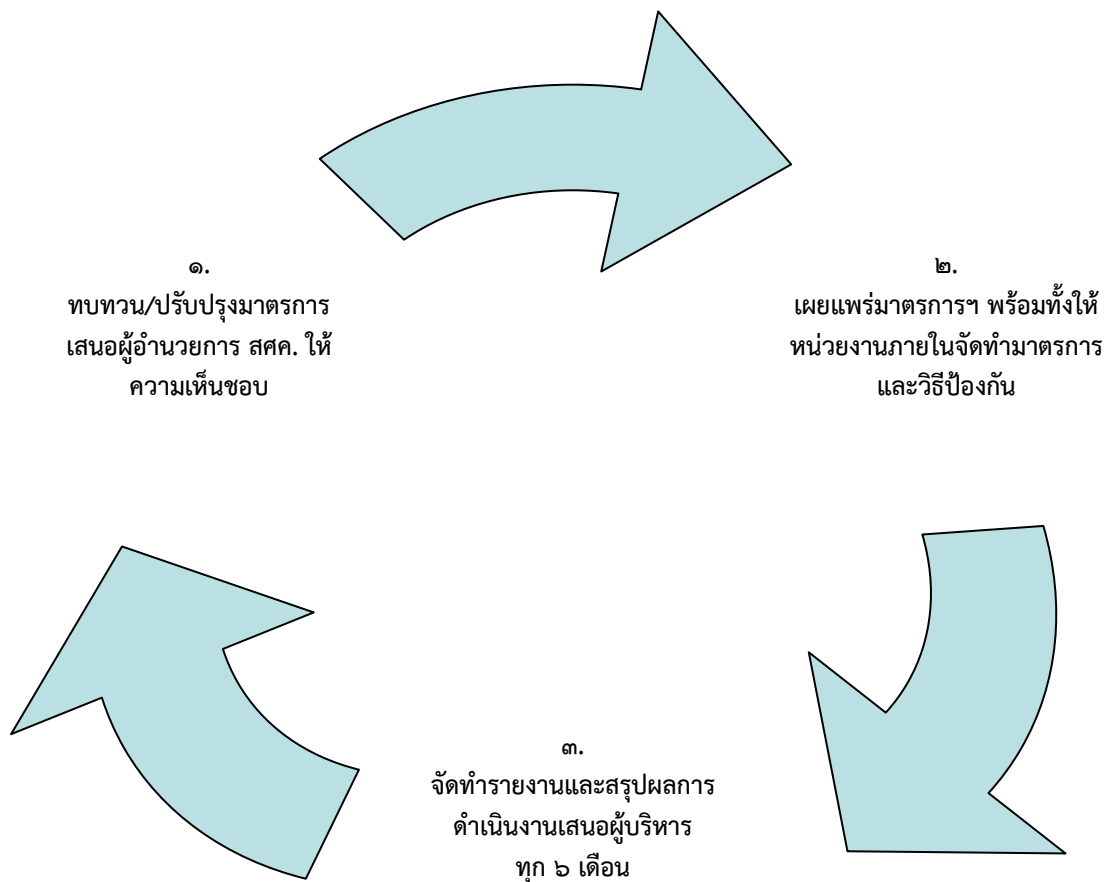 ๑.
ทบทวน/ปรับปรุงมาตรการ
เสนอผู้อำนวยการ สศค. ให้
ความเห็นชอบ
๒.
เผยแพร่มาตรการฯ พร้อมทั้งให้
หน่วยงานภายในจัดทำมาตรการ
และวิธีป้องกัน
๓.
จัดทำรายงานและสรุปผลการ
ดำเนินงานเสนอผู้บริหาร
ทุก ๖ เดือน